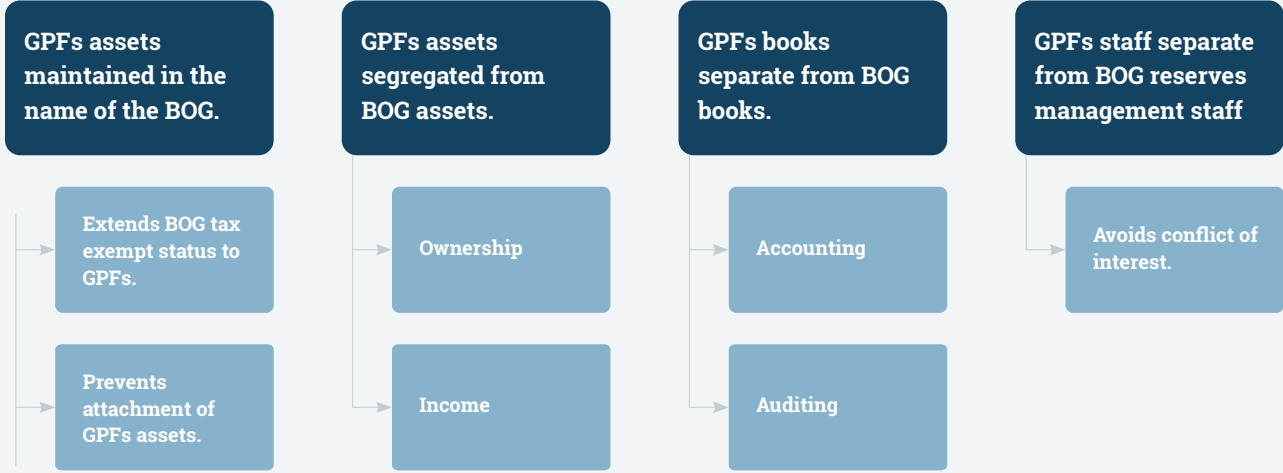 GPFs assets
maintained in the
name of the BOG.
Extends BOG tax
exempt status to
GPFs.
Prevents
attachment of
GPFs assets.
GPFs assets
segregated from
BOG assets.
Ownership
Income
GPFs books
separate from BOG
books.
Accounting
Auditing
GPFs staff separate
from BOG reserves
management staff
Avoids conflict of
interest.